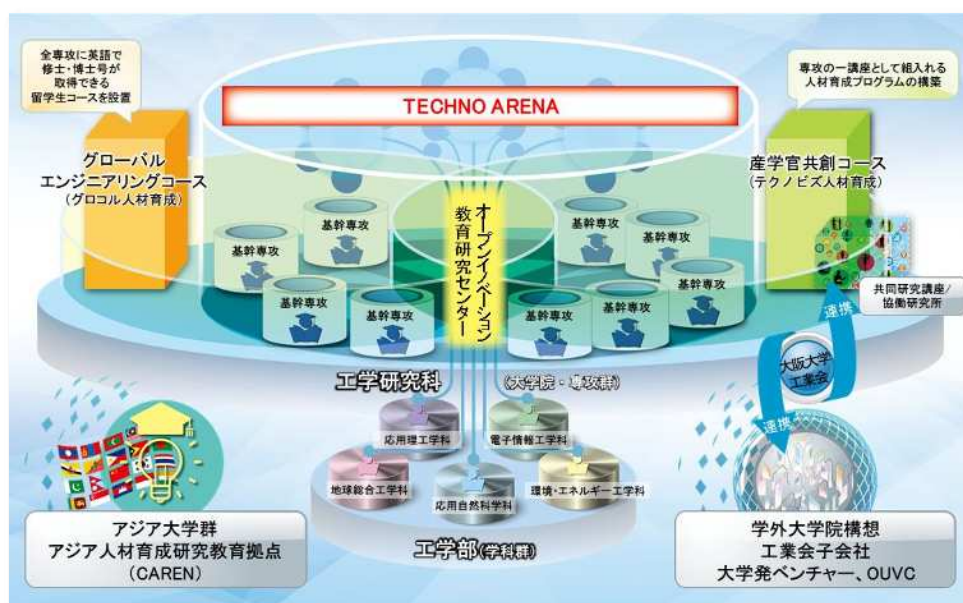 全専攻に英語で
修士・博士号が
取得できる
留学生コースを設置
専攻の一講座として組入れる
人材育成プログラムの構築
TECHNO ARENA
グローバル
エンジニアリングコース
(グロコル人材育成)
産学官共創コース
(テクノビズ人材育成)
オープンイノベーション
教育研究センター
基幹専攻
基幹専攻
基幹専攻
基幹専攻
基幹専攻
基幹専攻
基幹専攻
基幹専攻
基幹専攻
共同研究講座/
協働研究所
連携
大阪大学
工業会
連携
工学研究科
(大学院・専攻群)
応用理工学科
電子情報工学科
地球総合工学科
応用自然科学科
環境・エネルギー工学科
工学部(学科群)
アジア大学群
アジア人材育成研究教育拠点
(CAREN)
学外大学院構想
工業会子会社
大学発ベンチャー、OUVC